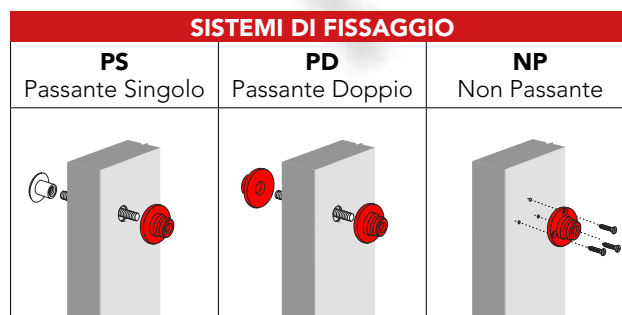 SISTEMI DI FISSAGGIO
PS
Passante Singolo
PD
Passante Doppio
NP
Non Passante